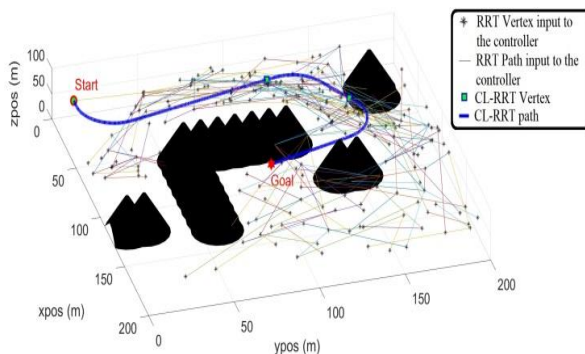 100
50
0
zpos (m)
0
50
100
150
200
xpos (m)
0
50
100
150
200
ypos (m)
Start
Goal
RRT Vertex input to
the controller
RRT Path input to the
controller
CL-RRT Vertex
CL-RRT path